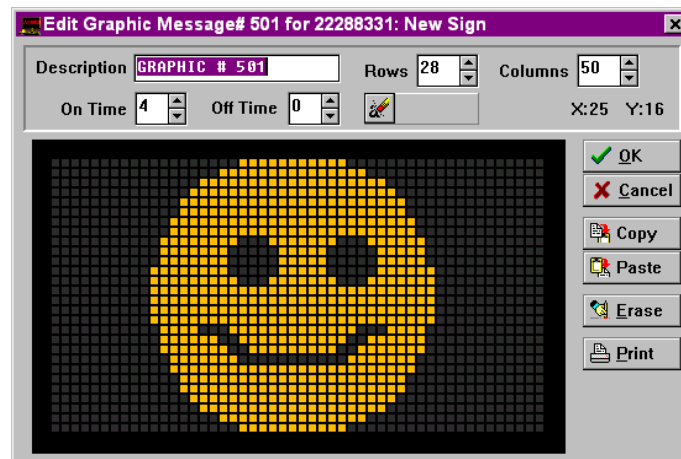 Edit Graphic Message# 501 for 22288331: New Sign
Description GRAPHIC # 501 Rows 28 Columns 50
On Time 4 Off Time 0 X:25 Y:16
OK
Cancel
Copy
Paste
Erase
Print